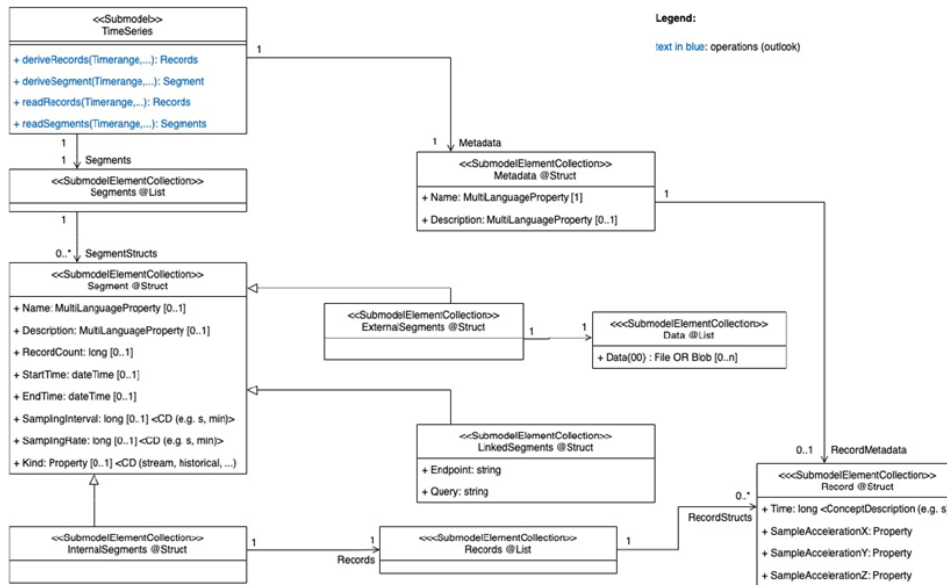 <<Submodel>>
TimeSeries
+ deriveRecords(Timerange,...): Records
+ deriveSegment(Timerange,...): Segment
+ readRecords(Timerange,...): Records
+ readSegments(Timerange,...): Segments
Legend:
text in blue: operations (outlook)
1
1
Metadata
1
1
Segments
<<SubmodelElementCollection>>
Segments @List
<<SubmodelElementCollection>>
Metadata @Struct
+ Name: MultiLanguageProperty [1]
+ Description: MultiLanguageProperty [0..1]
1
1
0..*
SegmentStructs
<<SubmodelElementCollection>>
Segment @Struct
+ Name: MultiLanguageProperty [0..1]
+ Description: MultiLanguageProperty [0..1]
+ RecordCount: long [0..1]
+ StartTime: dateTime [0..1]
+ EndTime: dateTime [0..1]
+ SamplingInterval: long [0..1] <CD (e.g. s, min)>
+ SamplingRate: long [0..1] <CD (e.g. s, min)>
+ Kind: Property [0..1] <CD (stream, historical, ...)
<<SubmodelElementCollection>>
ExternalSegments @Struct
1
1
<<<SubmodelElementCollection>>
Data @List
+ Data{00} : File OR Blob [0..n]
<<SubmodelElementCollection>>
LinkedSegments @Struct
+ Endpoint: string
+ Query: string
0..1
RecordMetadata
<<SubmodelElementCollection>>
Record @Struct
+ Time: long <ConceptDescription (e.g. s
+ SampleAccelerationX: Property
+ SampleAccelerationY: Property
+ SampleAccelerationZ: Property
0..*
RecordStructs
<<SubmodelElementCollection>>
InternalSegments @Struct
1
1
Records
<<<SubmodelElementCollection>>
Records @List
1